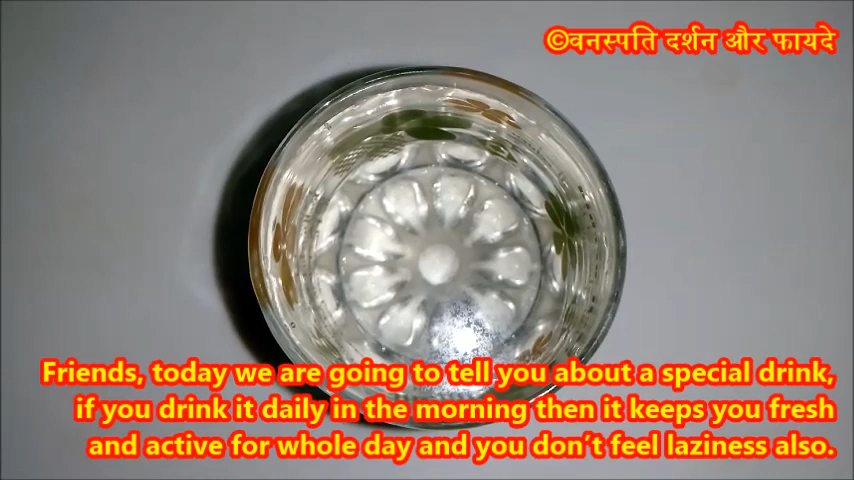 ©वनस्पति दर्शन और फायदे
Friends, today we are going to tell you about a special drink,
if you drink it daily in the morning then it keeps you fresh
and active for whole day and you don’t feel laziness also.